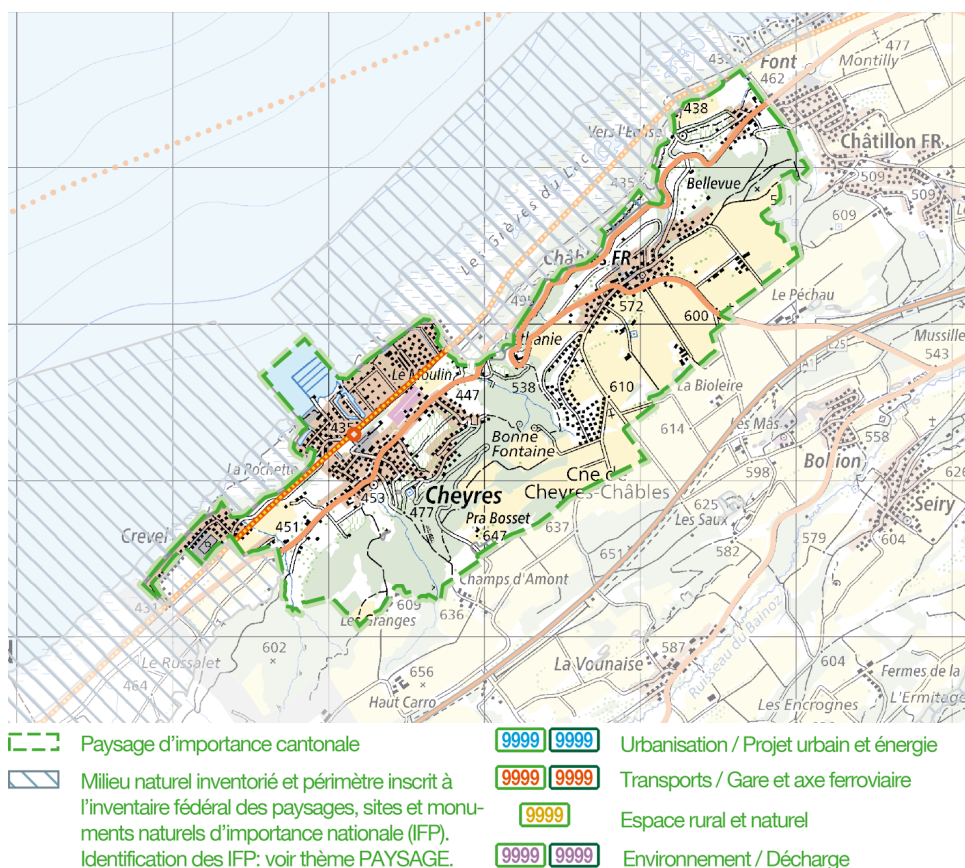 Font
477
Montilly
462
438
Vers l'Eglise
Châtillon FR
435
Bellevue
509
509
609
Les Grèves du Lac
Châbles FR
495
572
600
Le Péchau
Mussille
L25
A1
543
Le Moulin
538
447
610
La Bioleire
614
Les Mas
558
Bonne
Fontaine
Bollion
598
626
La Pochette
453
Cheyres
Cne de
Cheyres-Châbles
477
625
Seiry
451
Pra Bosset
637
Les Saux
579
604
Crevel
647
651
582
Champs d'Amont
431
609
636
Les Granges
Le Russalet
602
587
Ruisseau du Bainoz
604
La Vounaise
Fermes de la
464
656
Haut Carro
L'Ermitage
Les Encrognes
Paysage d'importance cantonale
Milieu naturel inventorié et périmètre inscrit à
l'inventaire fédéral des paysages, sites et monu-
ments naturels d'importance nationale (IFP).
Identification des IFP: voir thème PAYSAGE.
9999 9999 Urbanisation / Projet urbain et énergie
9999 9999 Transports / Gare et axe ferroviaire
9999 Espace rural et naturel
9999 9999 Environnement / Décharge